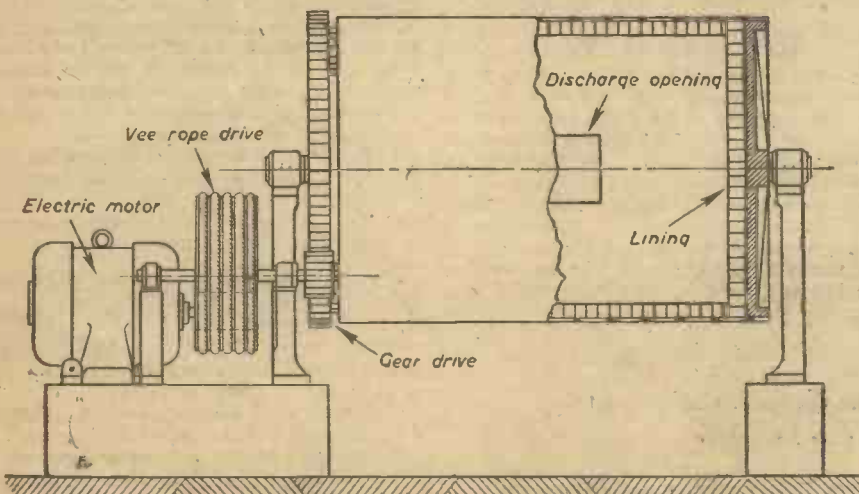 Discharge opening
Vee rope drive
Electric motor
Lining
Gear drive